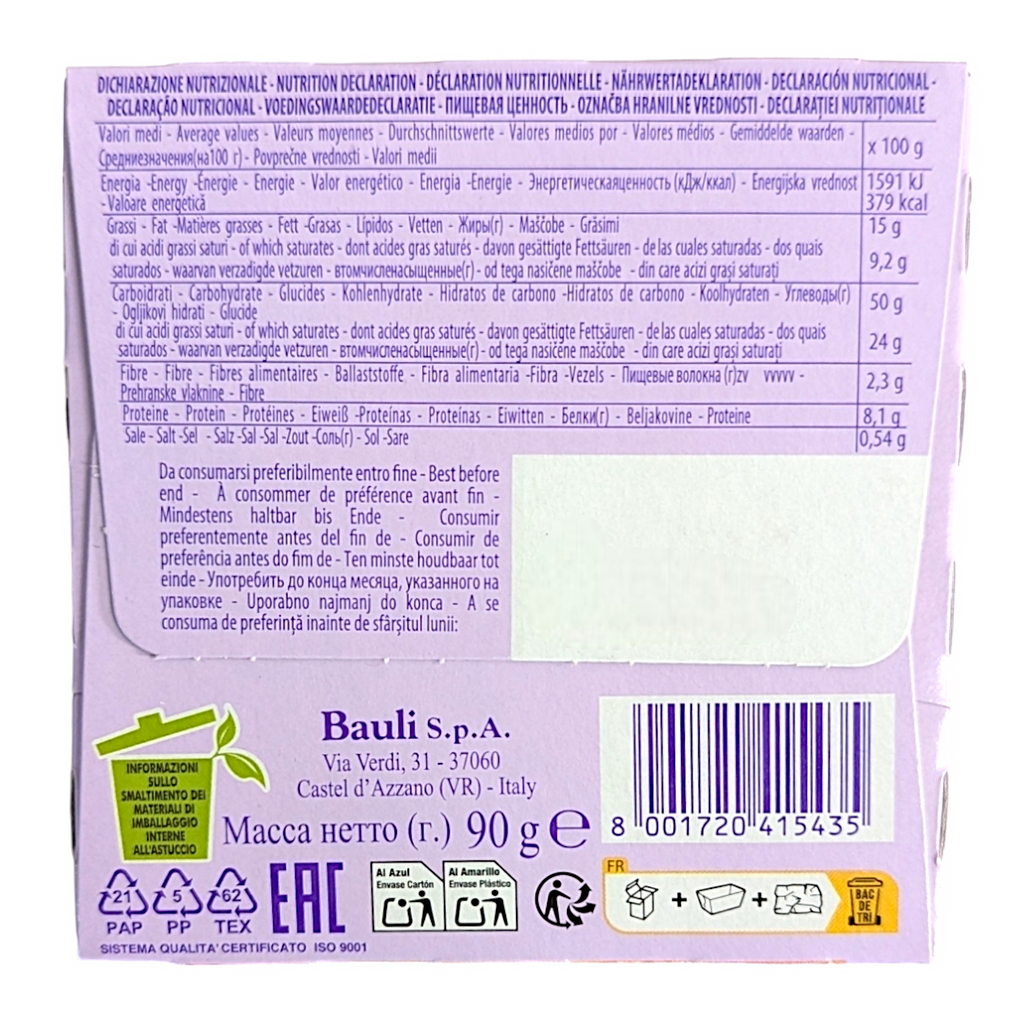 DICHIARAZIONE NUTRIZIONALE - NUTRITION DECLARATION - DÉCLARATION NUTRITIONNELLE - NÄHRWERTADEKLARATION - DECLARACIÓN NUTRICIONAL -
DECLARAÇÃO NUTRICIONAL - VOEDINGSWAARDEDECLARATIE - ПИЩЕВАЯ ЦЕННОСТЬ - OZNAČBA HRANILNE VREDNOSTI - DECLARAȚIEI NUTRIȚIONALE
Valori medi - Average values - Valeurs moyennes - Durchschnittswerte - Valores medios por - Valores médios - Gemiddelde waarden -
Средниезначения(на100 г) - Povprečne vrednosti - Valori medii
x 100 g
Energia -Energy -Énergie - Energie - Valor energético - Energia -Energie - Энергетическаяценность (кДж/ккал) - Energijska vrednost
- Valoare energetică
1591 kJ
379 kcal
Grassi - Fat -Matières grasses - Fett -Grasas - Lípidos - Vetten - Жиры(г) - Maščobe - Grăsimi
15 g
di cui acidi grassi saturi - of which saturates - dont acides gras saturés - davon gesättigte Fettsäuren - de las cuales saturadas - dos quais
saturados - waarvan verzadigde vetzuren - втомчисленасыщенные(г) - od tega nasičene maščobe - din care acizi grași saturați
9,2 g
Carboidrati - Carbohydrate - Glucides - Kohlenhydrate - Hidratos de carbono -Hidratos de carbono - Koolhydraten - Углеводы(г)
- Ogljikovi hidrati - Glucide
50 g
di cui acidi grassi saturi - of which saturates - dont acides gras saturés - davon gesättigte Fettsäuren - de las cuales saturadas - dos quais
saturados - waarvan verzadigde vetzuren - втомчисленасыщенные(г) - od tega nasičene maščobe - din care acizi grași saturați
24 g
Fibre - Fibre - Fibres alimentaires - Ballaststoffe - Fibra alimentaria -Fibra -Vezels - Пищевые волокна (г)zv vvvvv -
Prehranske vlaknine - Fibre
2,3 g
Proteine - Protein - Protéines - Eiweiß -Proteínas - Proteínas - Eiwitten - Белки(г) - Beljakovine - Proteine
8,1 g
Sale - Salt -Sel - Salz -Sal -Sal -Zout -Соль(г) - Sol -Sare
0,54 g
Da consumarsi preferibilmente entro fine - Best before
end - À consommer de préférence avant fin -
Mindestens haltbar bis Ende - Consumir
preferentemente antes del fin de - Consumir de
preferência antes do fim de - Ten minste houdbaar tot
einde - Употребить до конца месяца, указанного на
упаковке - Uporabno najmanj do konca - A se
consuma de preferință inainte de sfârșitul lunii:
INFORMAZIONI
SULLO
SMALTIMENTO DEI
MATERIALI DI
IMBALLAGGIO
INTERNE
ALL'ASTUCCIO
Bauli S.p.A.
Via Verdi, 31 - 37060
Castel d'Azzano (VR) - Italy
Масса нетто (г.) 90 g e
8 001720 415435
21
PAP
5
PP
62
TEX
EAC
Al Azul
Envase Cartón
Al Amarillo
Envase Plástico
FR
+
+
BAC
DE
TRI
SISTEMA QUALITA' CERTIFICATO ISO 9001